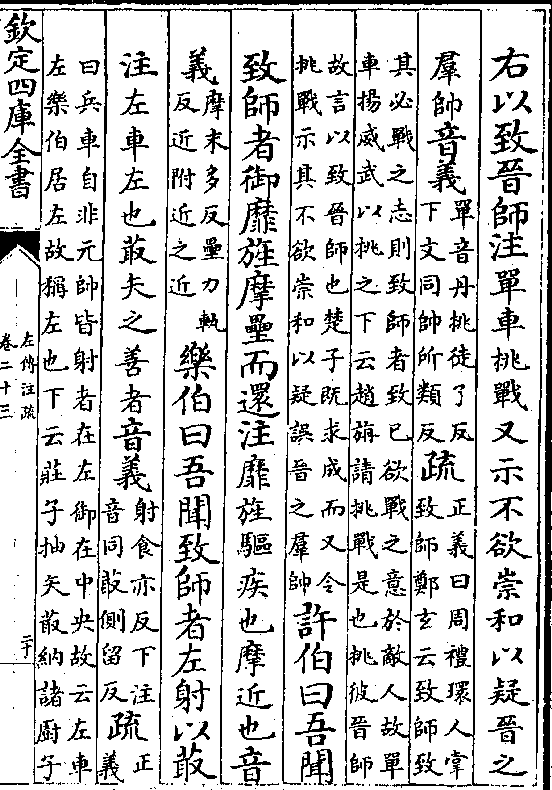 右以致晉師注單車挑戰又示不欲崇和以疑晉之
羣帥音義單音丹挑徒了反下文同帥所類反疏正義曰周禮環人掌致師鄭玄云致師致
其必戰之志則致師者致已欲戰之意於敵人故單車揚威武以挑之下云趙旃請挑戰是也挑彼晉師
故言以致晉師也楚子既求成而又令挑戰示其不欲崇和以疑誤晉之羣帥許伯曰吾聞
致師者御靡旌摩壘而還注靡旌驅疾也摩近也音
義摩末多反壘力軌反近附近之近樂伯曰吾聞致師者左射以菆
注左車左也菆矢之善者音義射食亦反下注音同菆側留反疏正義
曰兵車自非元帥皆射者在左御在中央故云左車左樂伯居左故稱左也下云莊子抽矢菆納諸廚子
欽定四庫全書
左傳注疏
卷二十三
二十